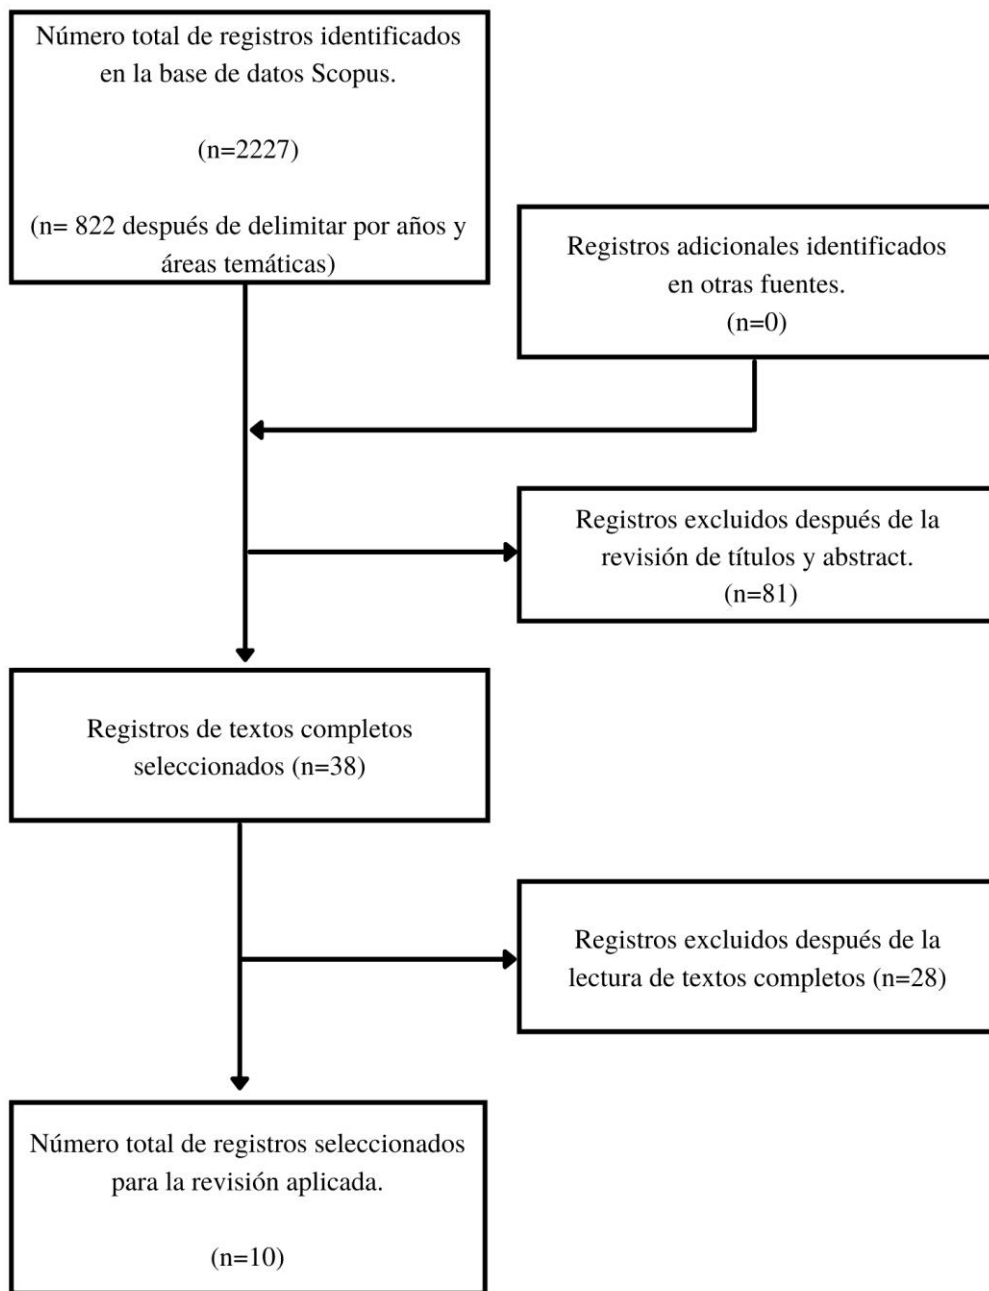 Número total de registros identificados
en la base de datos Scopus.
(n=2227)
(n= 822 después de delimitar por años y
áreas temáticas)
Registros adicionales identificados
en otras fuentes.
(n=0)
Registros excluidos después de la
revisión de títulos y abstract.
(n=81)
Registros de textos completos
seleccionados (n=38)
Registros excluidos después de la
lectura de textos completos (n=28)
Número total de registros seleccionados
para la revisión aplicada.
(n=10)